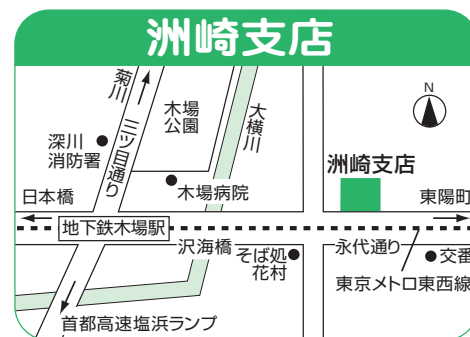 洲崎支店
菊川
三ツ目通り
木場
公園
大横川
N
深川
消防署
洲崎支店
日本橋
木場病院
東陽町
地下鉄木場駅
沢海橋
そば処
花村
永代通り
交番
東京メトロ東西線
首都高速塩浜ランプ